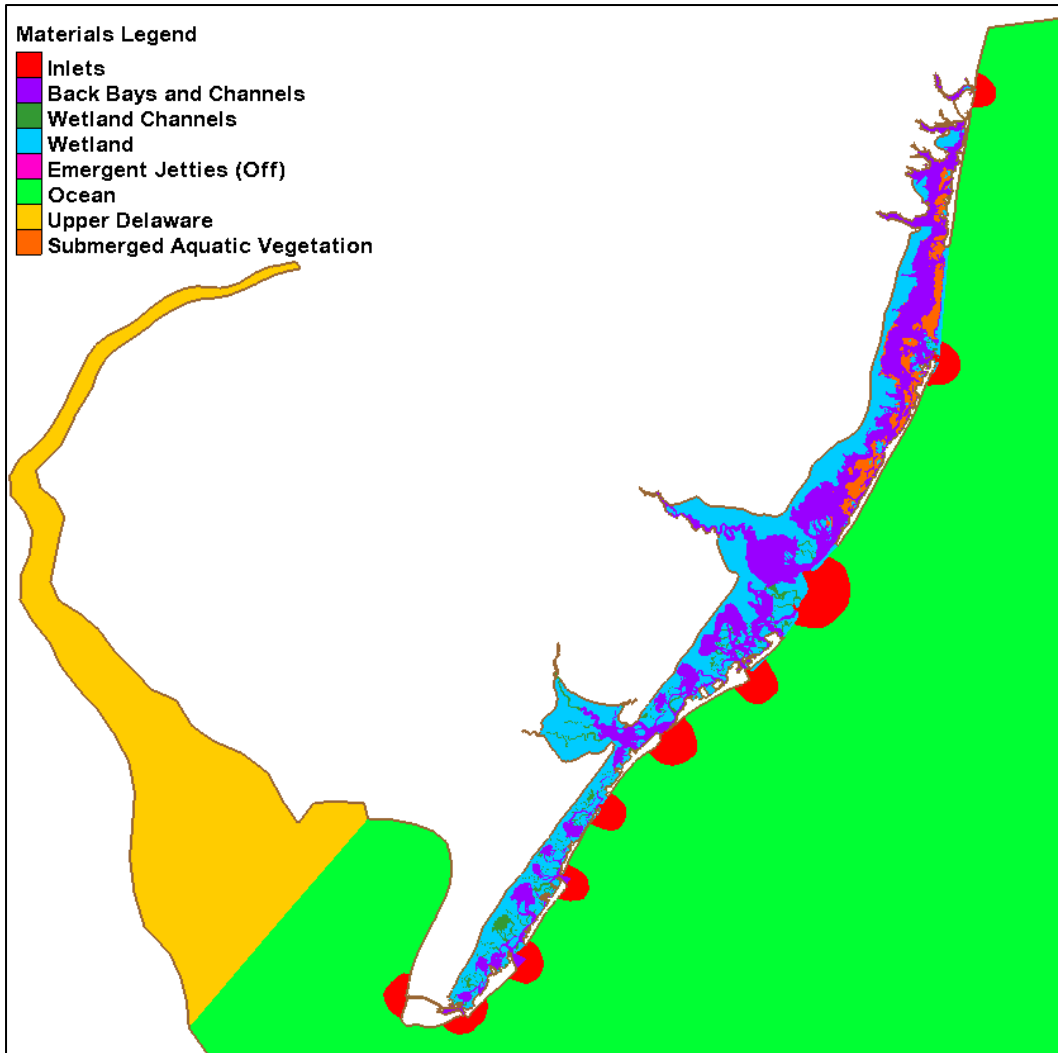 Materials Legend
Inlets
Back Bays and Channels
Wetland Channels
Wetland
Emergent Jetties (Off)
Ocean
Upper Delaware
Submerged Aquatic Vegetation